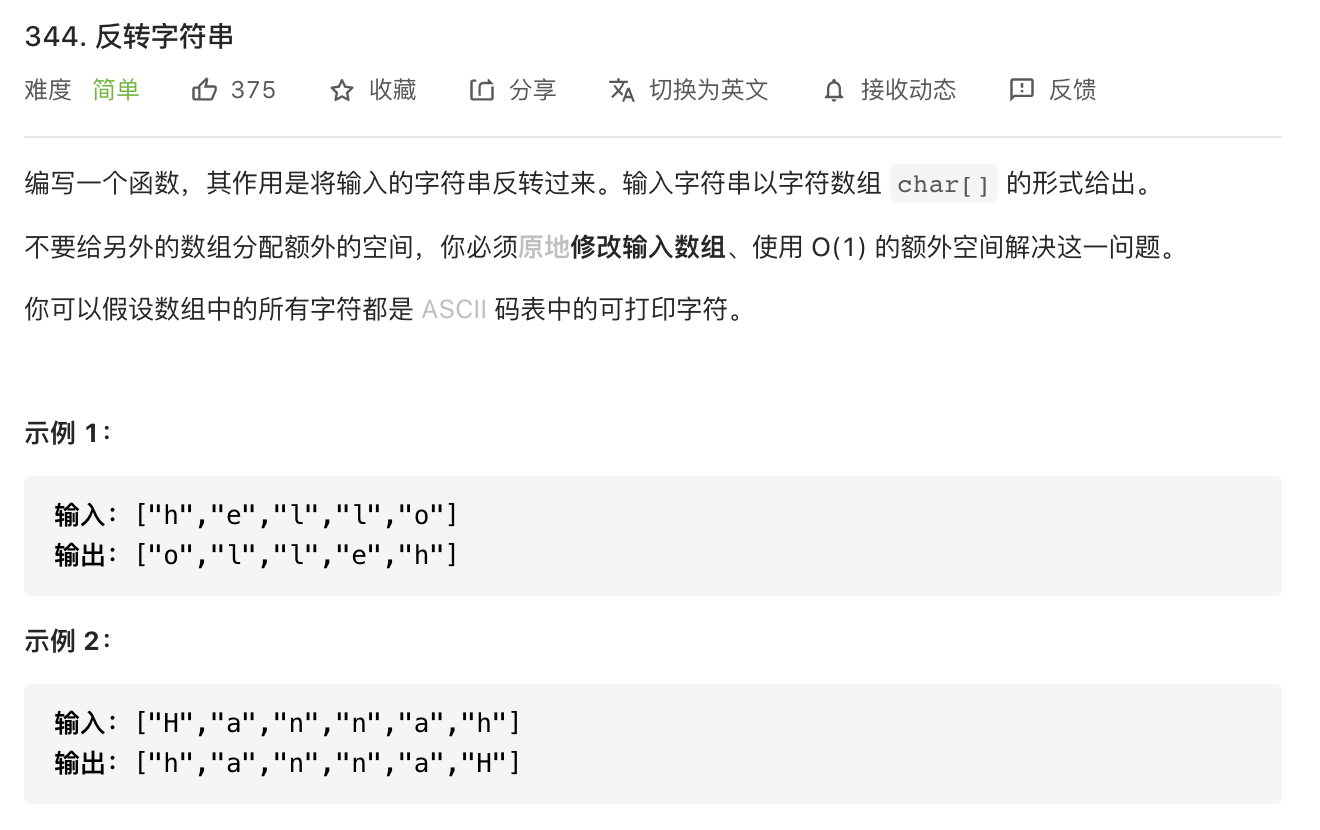 344. 反转字符串
难度 简单 375 收藏 分享 切换为英文 接收动态 反馈
编写一个函数，其作用是将输入的字符串反转过来。输入字符串以字符数组 char[] 的形式给出。
不要给另外的数组分配额外的空间，你必须原地修改输入数组、使用 O(1) 的额外空间解决这一问题。
你可以假设数组中的所有字符都是 ASCII 码表中的可打印字符。
示例 1：
输入：["h","e","l","l","o"]
输出：["o","l","l","e","h"]
示例 2：
输入：["H","a","n","n","a","h"]
输出：["h","a","n","n","a","H"]